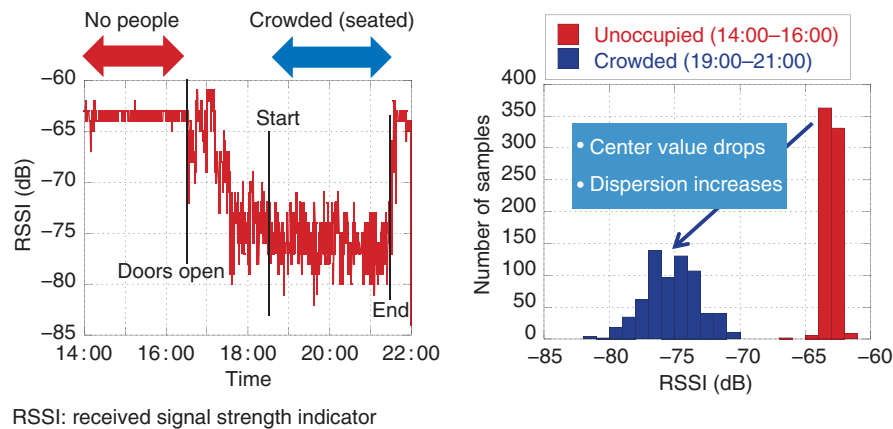 No people
Crowded (seated)
−60
−65
−70
−75
−80
−85
RSSI (dB)
Start
Doors open
End
14:00
16:00
18:00
20:00
22:00
Time
RSSI: received signal strength indicator
Unoccupied (14:00–16:00)
Crowded (19:00–21:00)
400
350
300
250
200
150
100
50
0
Number of samples
• Center value drops
• Dispersion increases
−85
−80
−75
−70
−65
−60
RSSI (dB)